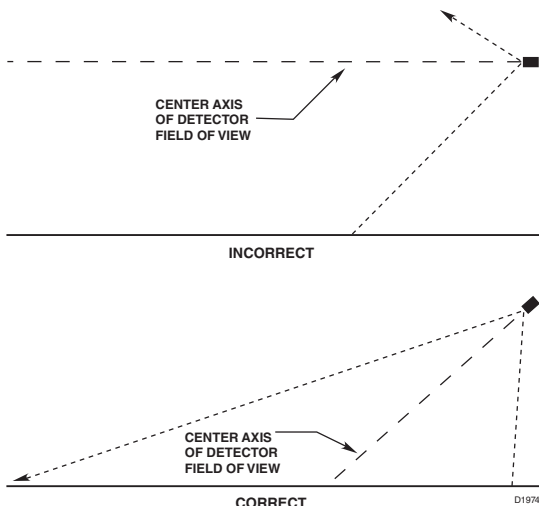 CENTER AXIS
OF DETECTOR
FIELD OF VIEW
INCORRECT
CENTER AXIS
OF DETECTOR
FIELD OF VIEW
CORRECT
D1974